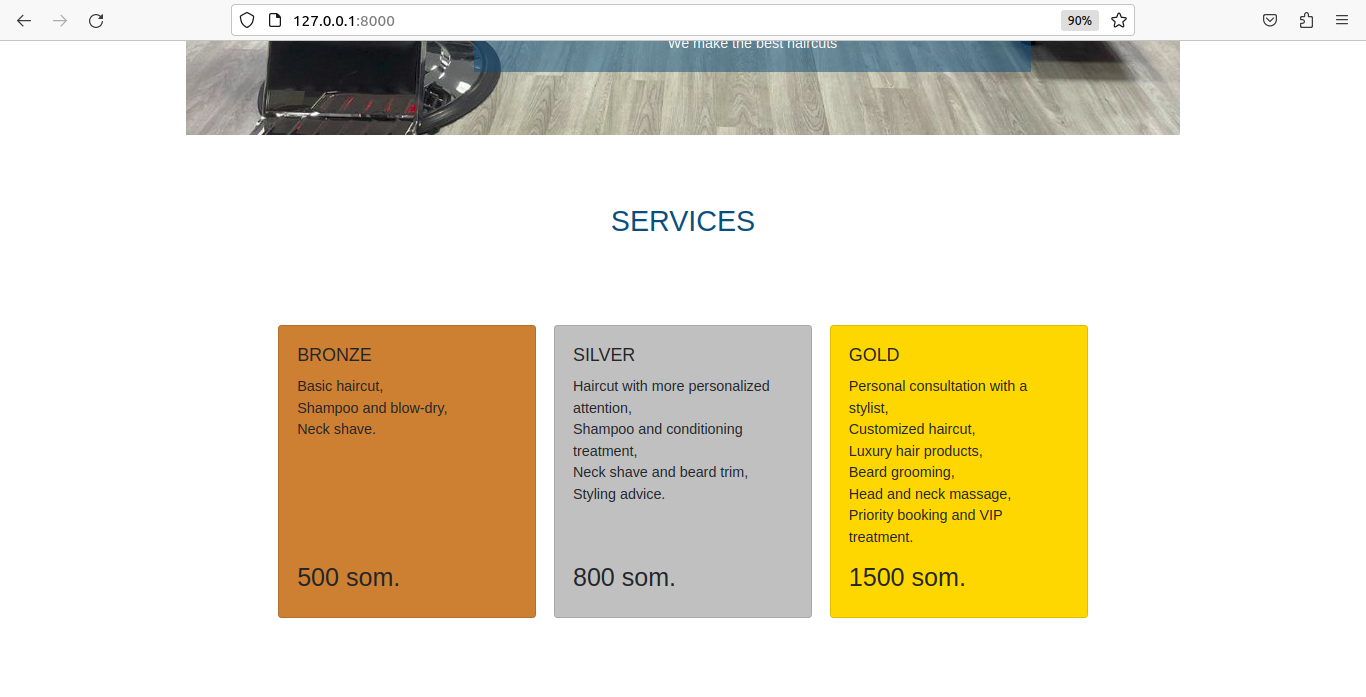 127.0.0.1:8000
90%
We make the best haircuts
SERVICES
BRONZE
Basic haircut,
Shampoo and blow-dry,
Neck shave.
500 som.
SILVER
Haircut with more personalized
attention,
Shampoo and conditioning
treatment,
Neck shave and beard trim,
Styling advice.
800 som.
GOLD
Personal consultation with a
stylist,
Customized haircut,
Luxury hair products,
Beard grooming,
Head and neck massage,
Priority booking and VIP
treatment.
1500 som.